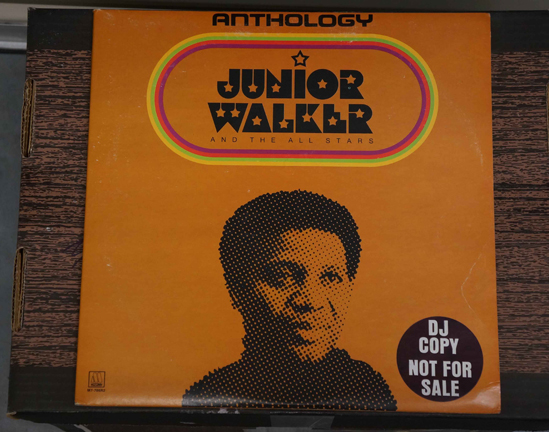 ANTHOLOGY
JUNIOR
WALKER
AND THE ALL STARS
DJ
COPY
NOT FOR
SALE